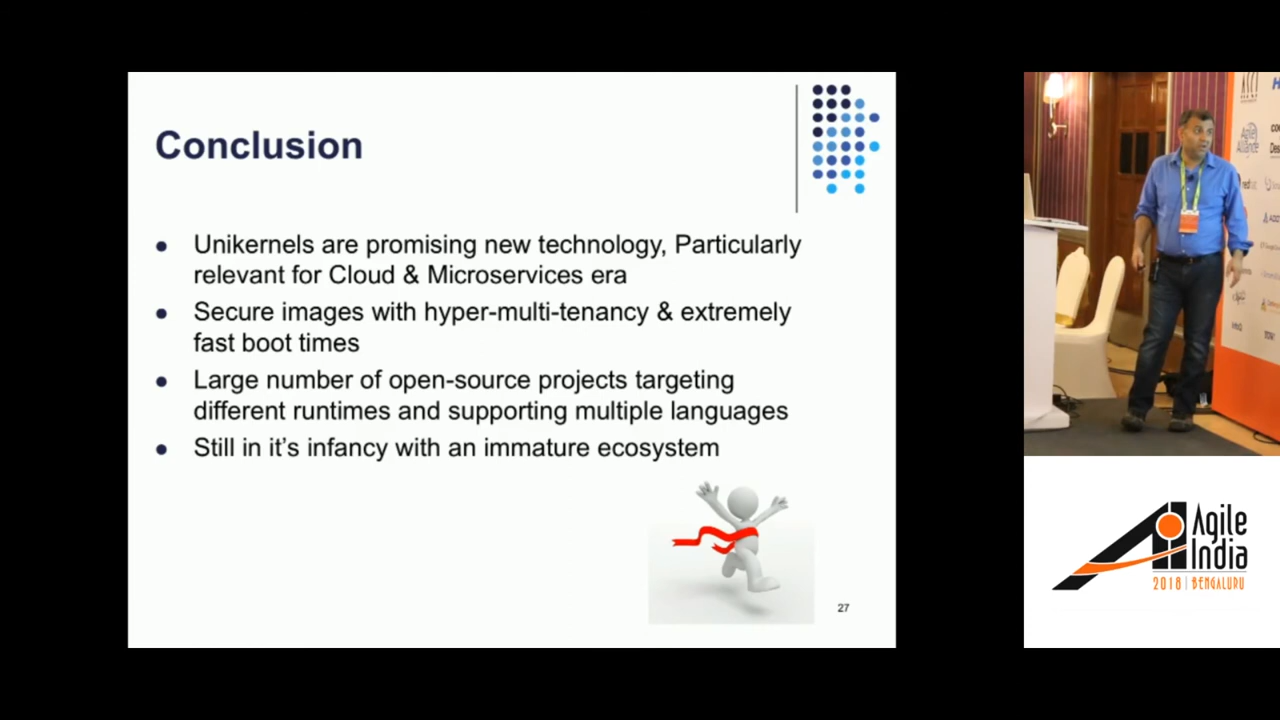 Conclusion
Unikernels are promising new technology, Particularly
relevant for Cloud & Microservices era
Secure images with hyper-multi-tenancy & extremely
fast boot times
Large number of open-source projects targeting
different runtimes and supporting multiple languages
Still in it's infancy with an immature ecosystem
27
Agile
Alliance
Agile
India
2018 | BENGALURU